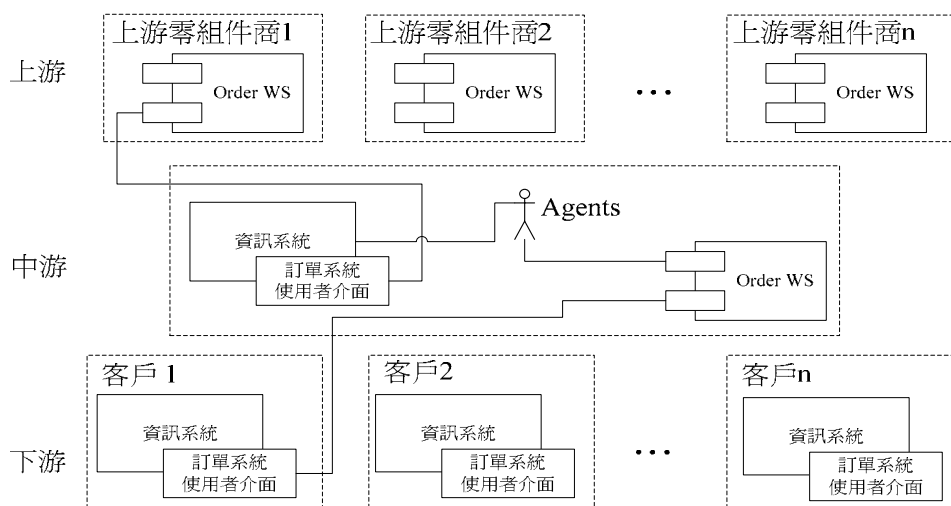 上游零組件商1
上游零組件商2
上游零組件商n
上游
Order WS
Order WS
…
Order WS
Agents
資訊系統
中游
訂單系統
使用者介面
Order WS
客戶 1
客戶2
客戶n
資訊系統
資訊系統
資訊系統
下游
訂單系統
使用者介面
訂單系統
使用者介面
…
訂單系統
使用者介面